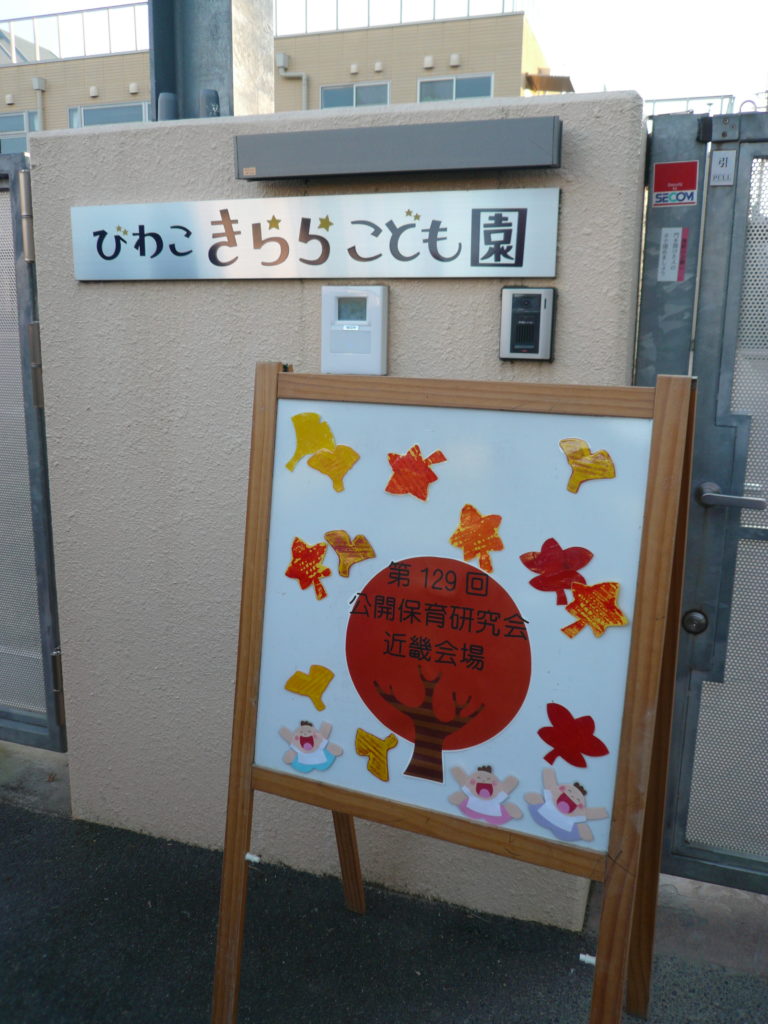 びわこ きらら こども園
引
PULL
SECOM
第129回
公開保育研究会
近畿会場